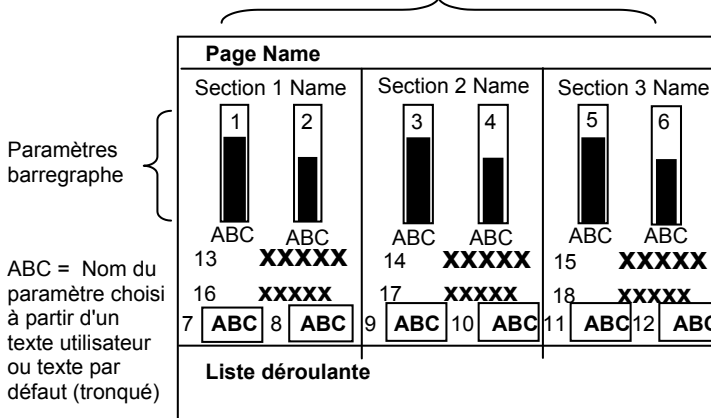 Page Name
Section 1 Name Section 2 Name Section 3 Name
1 2 3 4 5 6
Paramètres
barregraphe
ABC ABC ABC ABC ABC ABC
13 XXXXX 14 XXXXX 15 XXXXX
16 XXXXX 17 XXXXX 18 XXXXX
7 ABC 8 ABC 9 ABC 10 ABC 11 ABC 12 ABC
ABC = Nom du
paramètre choisi
à partir d'un
texte utilisateur
ou texte par
défaut (tronqué)
Liste déroulante